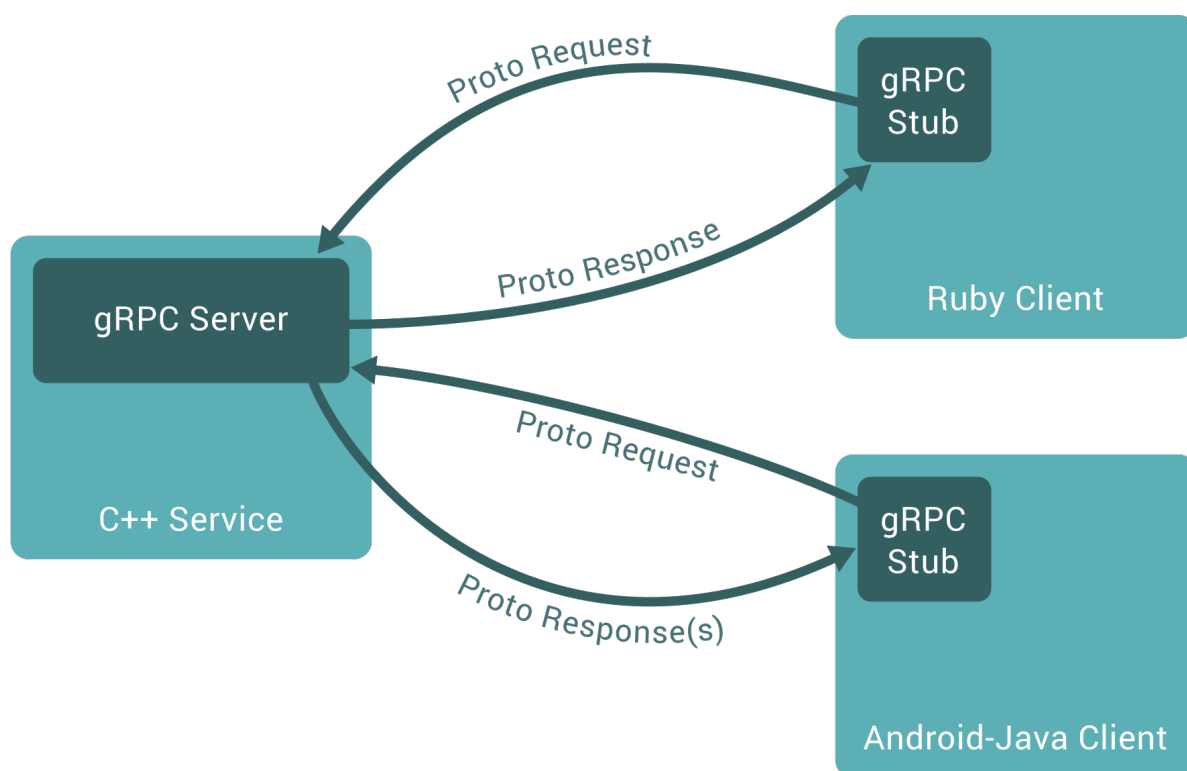 Proto Request
gRPC
Stub
Proto Response
Ruby Client
gRPC Server
C++ Service
Proto Request
gRPC
Stub
Proto Response(s)
Android-Java Client